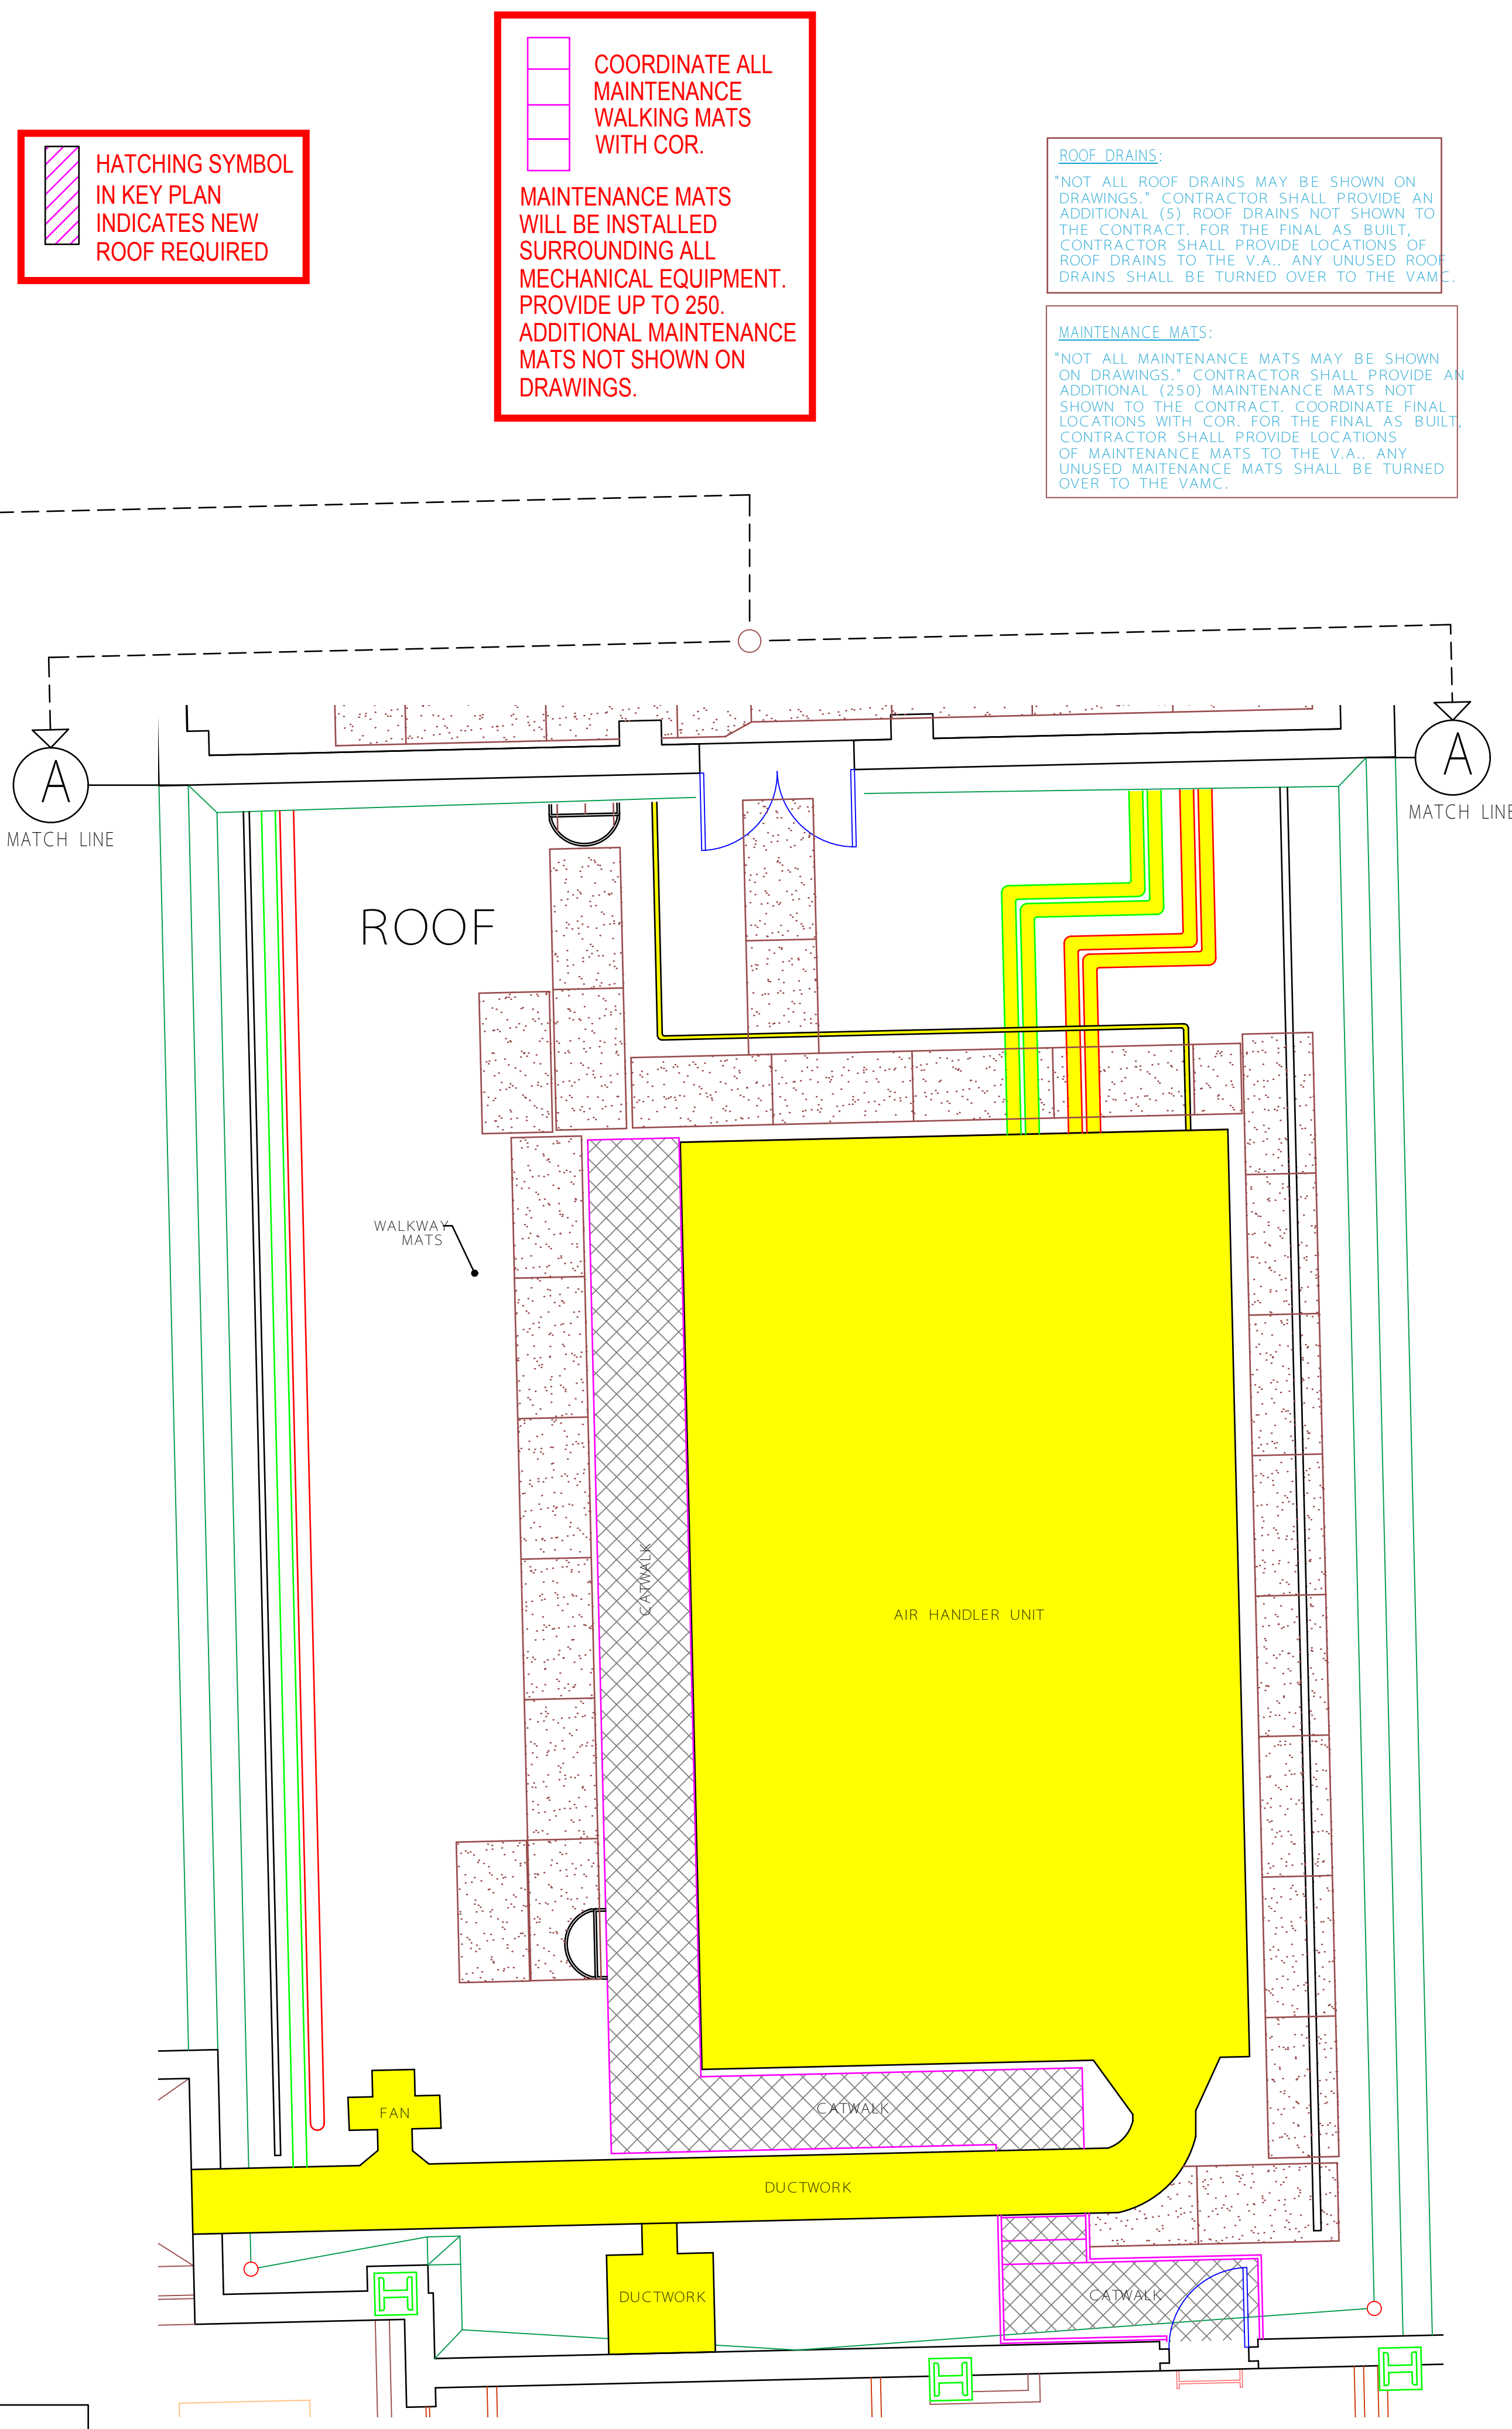 COORDINATE ALL
MAINTENANCE
WALKING MATS
WITH COR.
MAINTENANCE MATS
WILL BE INSTALLED
SURROUNDING ALL
MECHANICAL EQUIPMENT.
PROVIDE UP TO 250.
ADDITIONAL MAINTENANCE
MATS NOT SHOWN ON
DRAWINGS.
HATCHING SYMBOL
IN KEY PLAN
INDICATES NEW
ROOF REQUIRED
ROOF DRAINS:
"NOT ALL ROOF DRAINS MAY BE SHOWN ON
DRAWINGS." CONTRACTOR SHALL PROVIDE AN
ADDITIONAL (5) ROOF DRAINS NOT SHOWN TO
THE CONTRACT. FOR THE FINAL AS BUILT,
CONTRACTOR SHALL PROVIDE LOCATIONS OF
ROOF DRAINS TO THE V.A.. ANY UNUSED ROOF
DRAINS SHALL BE TURNED OVER TO THE VAMC.
MAINTENANCE MATS:
"NOT ALL MAINTENANCE MATS MAY BE SHOWN
ON DRAWINGS." CONTRACTOR SHALL PROVIDE AN
ADDITIONAL (250) MAINTENANCE MATS NOT
SHOWN TO THE CONTRACT. COORDINATE FINAL
LOCATIONS WITH COR. FOR THE FINAL AS BUILT,
CONTRACTOR SHALL PROVIDE LOCATIONS
OF MAINTENANCE MATS TO THE V.A.. ANY
UNUSED MAITENANCE MATS SHALL BE TURNED
OVER TO THE VAMC.
A
MATCH LINE
A
MATCH LINE
ROOF
WALKWAY
MATS
CATWALK
AIR HANDLER UNIT
FAN
CATWALK
DUCTWORK
DUCTWORK
CATWALK